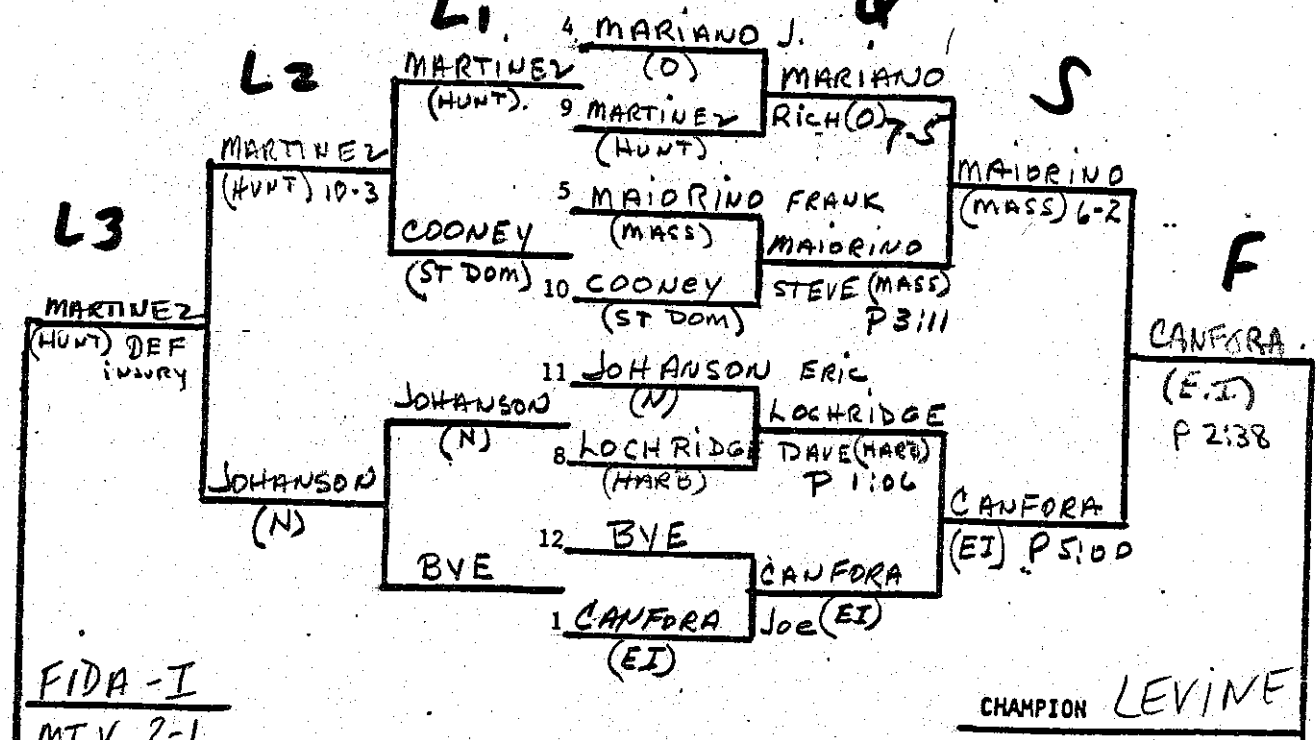 L1.
Q
4 MARIANO J.
(O)
L2
MARTINEZ
(HUNT).
MARIANO
RICH (O) 7-5
S
9 MARTINEZ
(HUNT)
MARTINEZ
(HUNT) 10-3
MAIORINO
(MASS) 6-2
5 MAIORINO FRANK
(MASS)
L3
COONEY
(ST DOM)
MAIORINO
STEVE (MASS)
P 3:11
F
10 COONEY
(ST DOM)
MARTINEZ
(HUNT) DEF
INJURY
CANFORA.
(E.I.)
P 2:38
11 JOHANSON ERIC
(N)
JOHANSON
(N)
LOCHRIDGE
DAVE (HARB)
P 1:06
8 LOCHRIDGE
(HARB)
JOHANSON
(N)
CANFORA
(EI) P 5:00
12 BYE
BYE
CANFORA
Joe (EI)
1 CANFORA
(EI)
FIDA-I
MTV 2-1
CHAMPION LEVINE